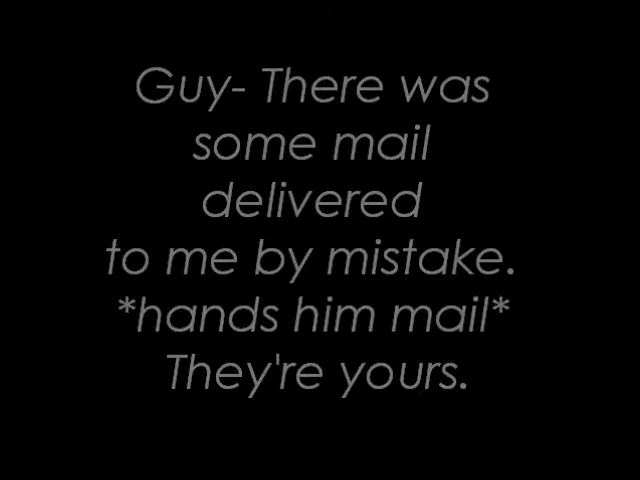 Guy- There was
some mail
delivered
to me by mistake.
*hands him mail*
They're yours.